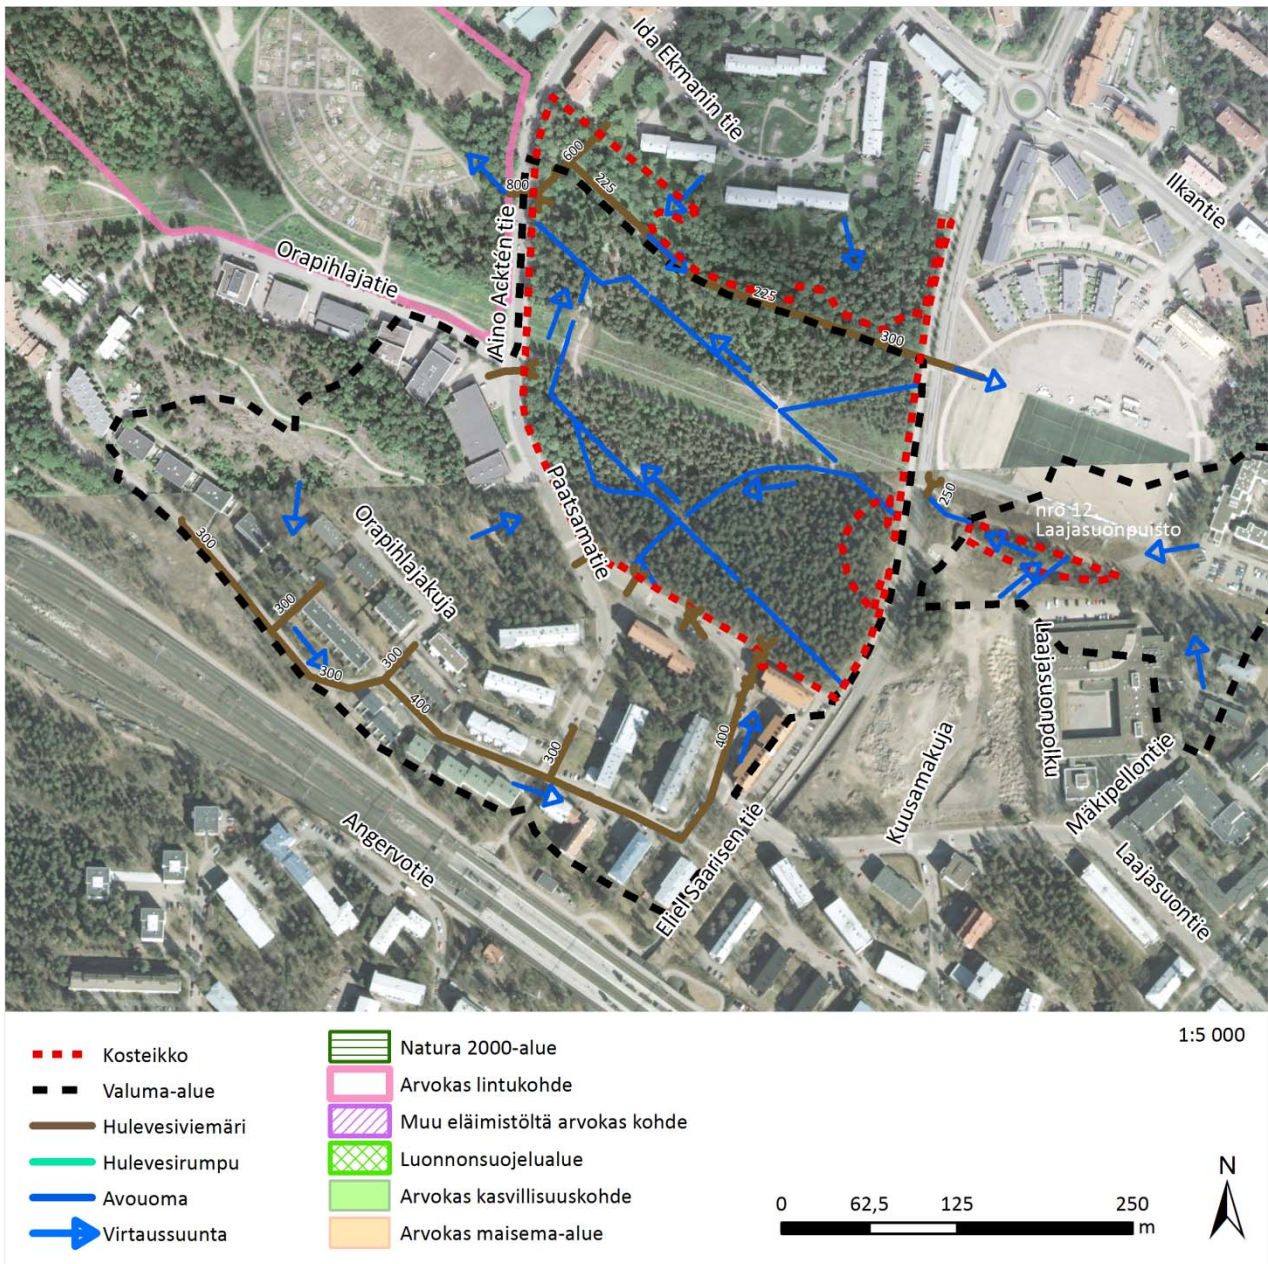 Ida Ekmanin tie
600
225
800
Ilkantie
Aino Acktén tie
Orapihlajatie
225
300
250
nro 12
Laajasuonpuisto
Paatsamatie
Orapihlajakuja
300
300
300
300
400
300
400
Laajasuonpolku
Kuusamakuja
Mäkipellontie
Laajasuontie
Angervotie
Eliel Saarisen tie
1:5 000
Kosteikko
Valuma-alue
Hulevesiviemäri
Hulevesirumpu
Avouoma
Virtaussuunta
Natura 2000-alue
Arvokas lintukohde
Muu eläimistöltä arvokas kohde
Luonnonsuojelualue
Arvokas kasvillisuuskohde
Arvokas maisema-alue
0 62,5 125 250
m
N